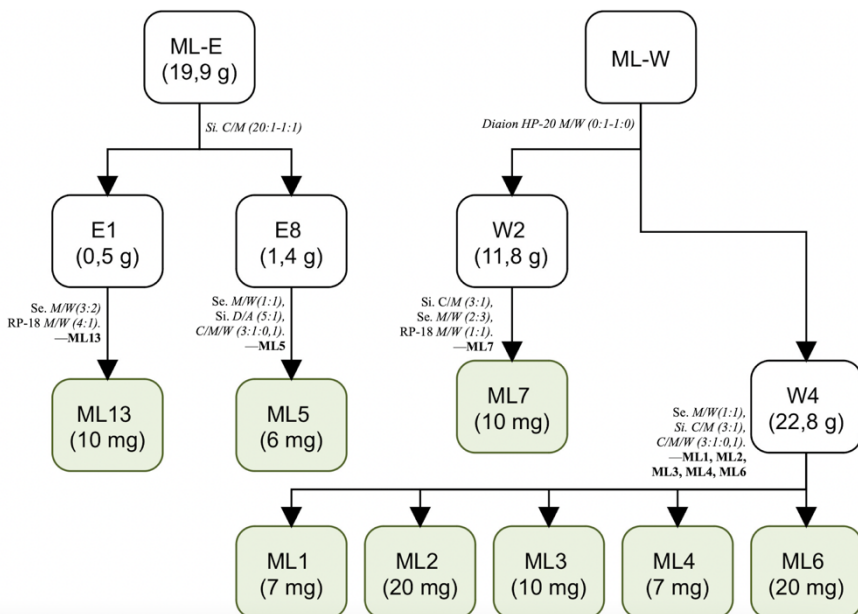 ML-E
(19,9 g)
ML-W
Si. C/M (20:1-1:1)
Diaion HP-20 M/W (0:1-1:0)
E1
(0,5 g)
E8
(1,4 g)
W2
(11,8 g)
Se. M/W(3:2)
RP-18 M/W (4:1).
—ML13
Se. M/W(1:1),
Si. D/A (5:1),
C/M/W (3:1:0,1).
—ML5
Si. C/M (3:1),
Se. M/W (2:3),
RP-18 M/W (1:1).
—ML7
ML13
(10 mg)
ML5
(6 mg)
ML7
(10 mg)
W4
(22,8 g)
Se. M/W(1:1),
Si. C/M (3:1),
C/M/W (3:1:0,1).
—ML1, ML2,
ML3, ML4, ML6
ML1
(7 mg)
ML2
(20 mg)
ML3
(10 mg)
ML4
(7 mg)
ML6
(20 mg)